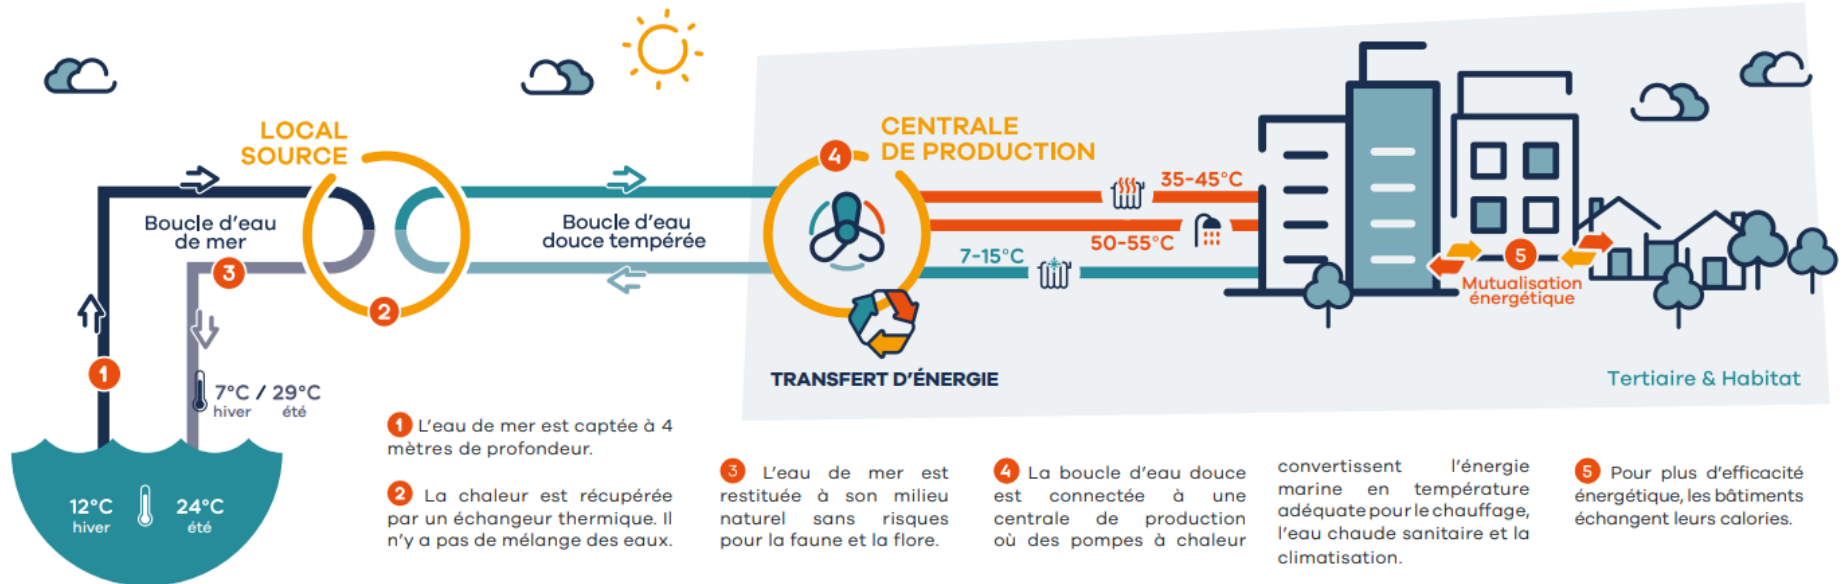 LOCAL
SOURCE
Boucle d'eau
de mer
3
2
1
7°C / 29°C
hiver été
12°C 24°C
hiver été
Boucle d'eau
douce tempérée
4
CENTRALE
DE PRODUCTION
35-45°C
50-55°C
7-15°C
TRANSFERT D'ÉNERGIE
5
Mutualisation
énergétique
Tertiaire & Habitat
1 L'eau de mer est captée à 4
mètres de profondeur.
2 La chaleur est récupérée
par un échangeur thermique. Il
n'y a pas de mélange des eaux.
3 L'eau de mer est
restituée à son milieu
naturel sans risques
pour la faune et la flore.
4 La boucle d'eau douce
est connectée à une
centrale de production
où des pompes à chaleur
convertissent l'énergie
marine en température
adéquate pour le chauffage,
l'eau chaude sanitaire et la
climatisation.
5 Pour plus d'efficacité
énergétique, les bâtiments
échangent leurs calories.